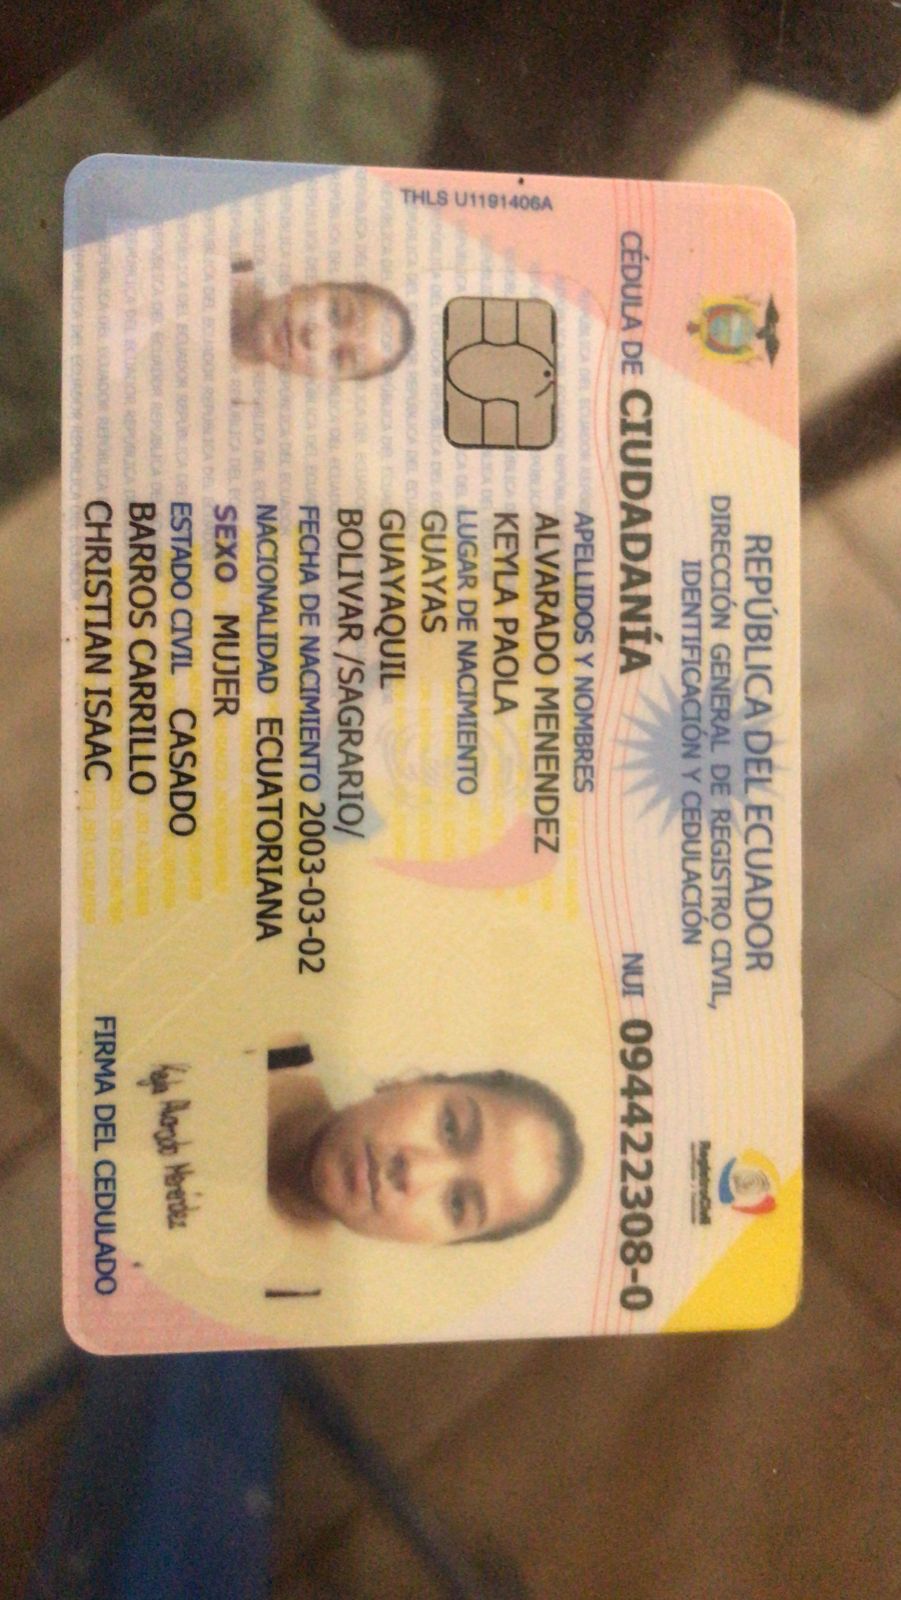 REPÚBLICA DEL ECUADOR
DIRECCIÓN GENERAL DE REGISTRO CIVIL,
IDENTIFICACIÓN Y CEDULACIÓN
RegistroCivil
CÉDULA DE CIUDADANÍA
NUI 094422308-0
THLS U1191406A
APELLIDOS Y NOMBRES
ALVARADO MENENDEZ
KEYLA PAOLA
LUGAR DE NACIMIENTO
GUAYAS
GUAYAQUIL
BOLIVAR /SAGRARIO/
FECHA DE NACIMIENTO 2003-03-02
NACIONALIDAD ECUATORIANA
SEXO MUJER
ESTADO CIVIL CASADO
BARROS CARRILLO
CHRISTIAN ISAAC
Keyla Alvarado Menéndez
FIRMA DEL CEDULADO